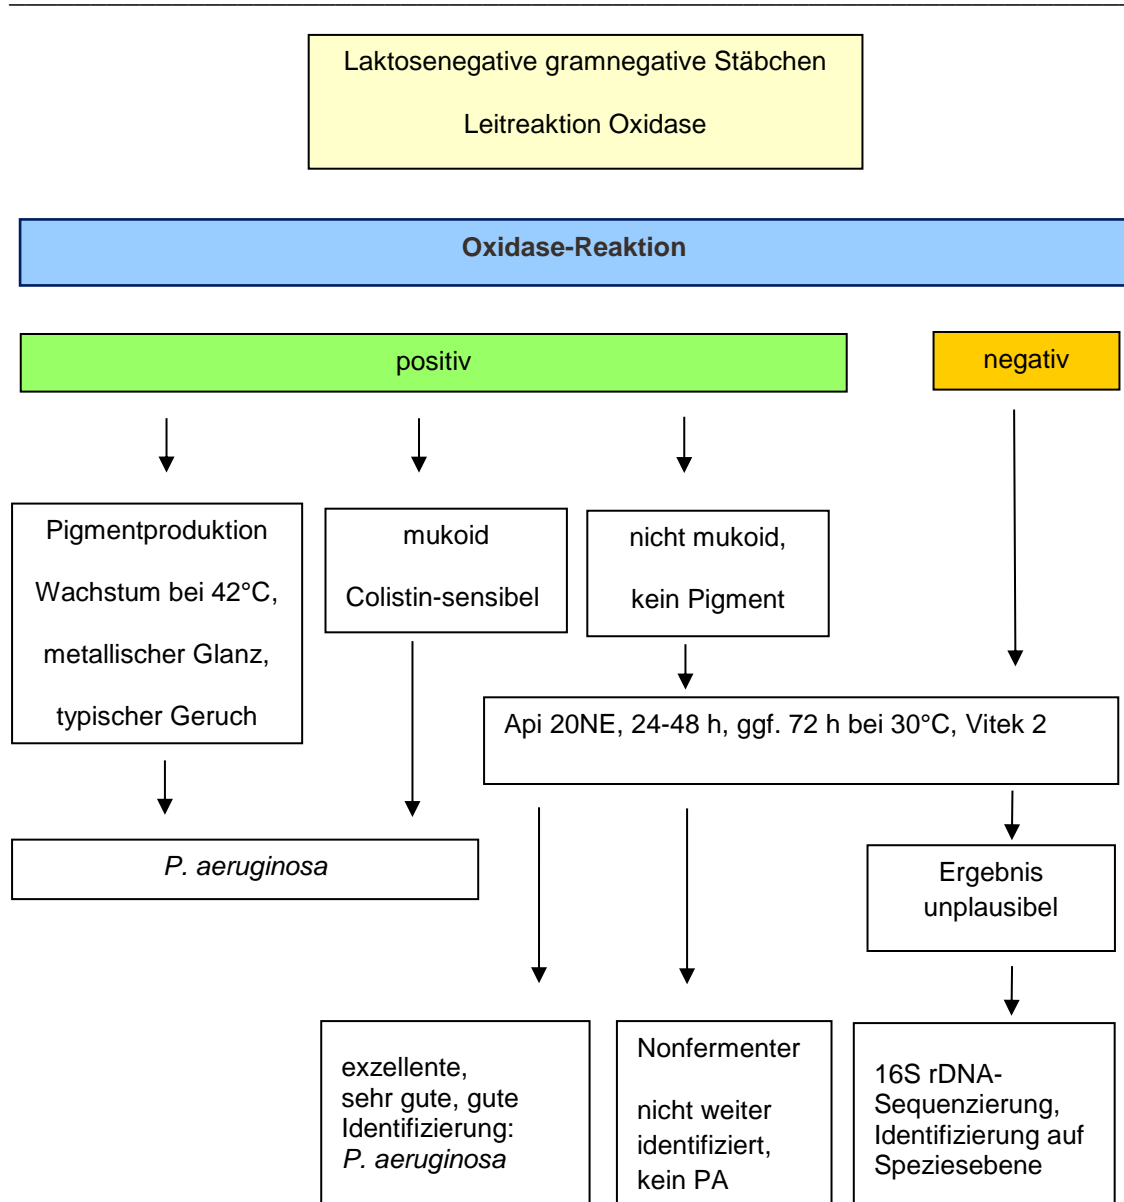 Laktosenegative gramnegative Stäbchen
Leitreaktion Oxidase
Oxidase-Reaktion
positiv
negativ
Pigmentproduktion
Wachstum bei 42°C,
metallischer Glanz,
typischer Geruch
mukoid
Colistin-sensibel
nicht mukoid,
kein Pigment
Api 20NE, 24-48 h, ggf. 72 h bei 30°C, Vitek 2
P. aeruginosa
Ergebnis
unplausibel
exzellente,
sehr gute, gute
Identifizierung:
P. aeruginosa
Nonfermenter
nicht weiter
identifiziert,
kein PA
16S rDNA-
Sequenzierung,
Identifizierung auf
Speziesebene